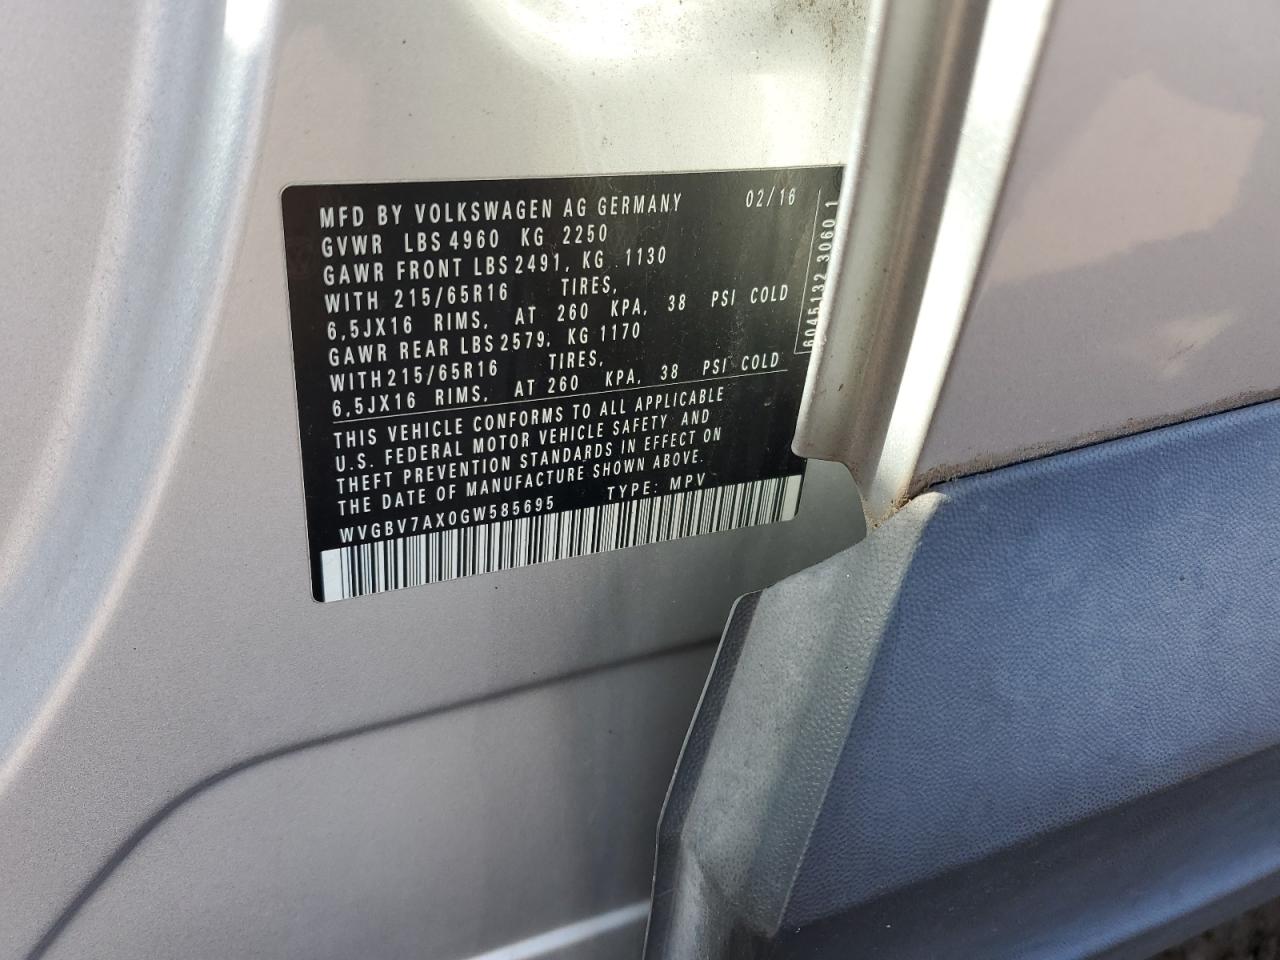 MFD BY VOLKSWAGEN AG GERMANY 02/16
GVWR LBS 4960 KG 2250
GAWR FRONT LBS 2491, KG 1130
WITH 215/65R16 TIRES,
6,5JX16 RIMS, AT 260 KPA, 38 PSI COLD
GAWR REAR LBS 2579, KG 1170
WITH 215/65R16 TIRES,
6,5JX16 RIMS, AT 260 KPA, 38 PSI COLD
THIS VEHICLE CONFORMS TO ALL APPLICABLE
U.S. FEDERAL MOTOR VEHICLE SAFETY AND
THEFT PREVENTION STANDARDS IN EFFECT ON
THE DATE OF MANUFACTURE SHOWN ABOVE.
WVGBV7AX0GW585695 TYPE: MPV
6045132 3060 1